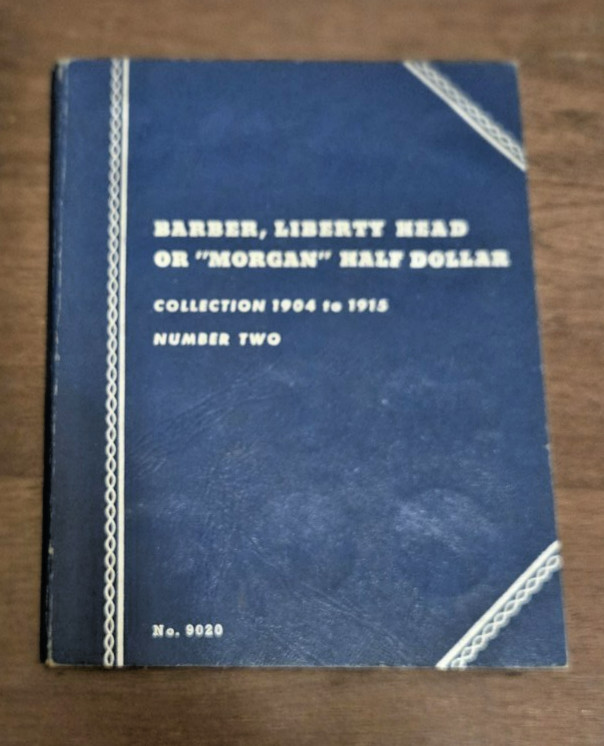 BARBER, LIBERTY HEAD
OR "MORGAN" HALF DOLLAR
COLLECTION 1904 to 1915
NUMBER TWO
No. 9020